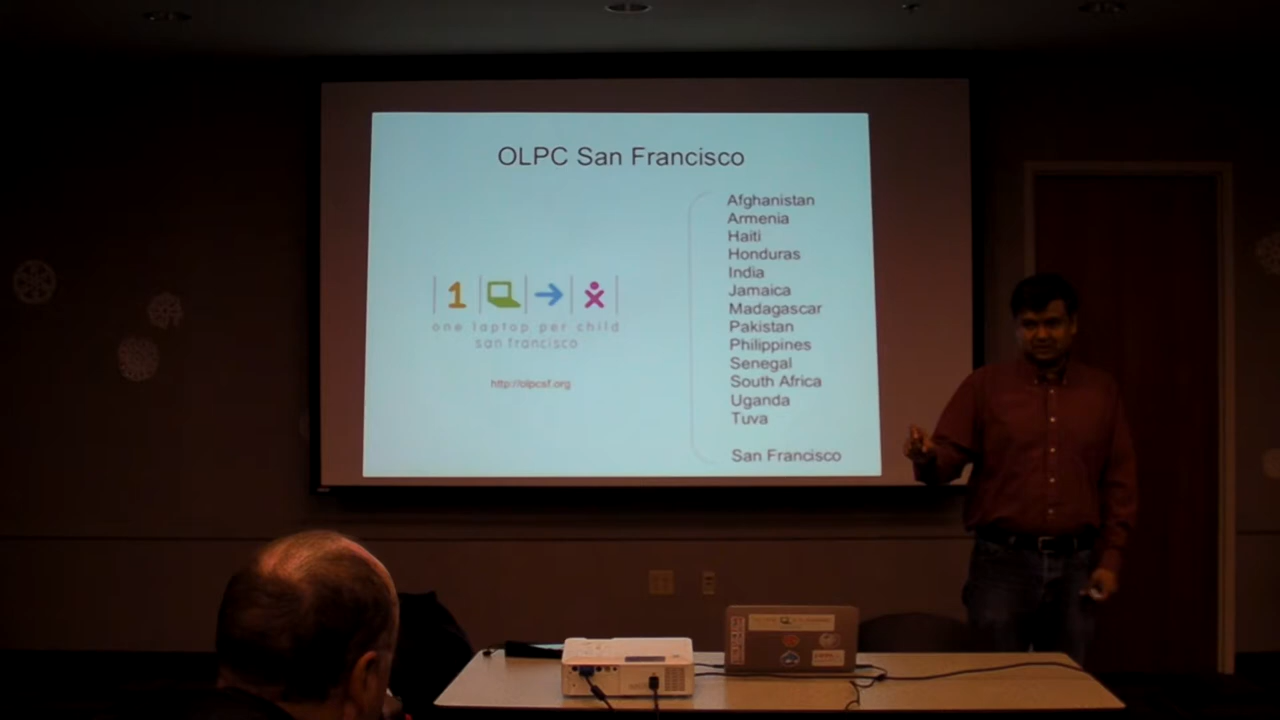 OLPC San Francisco
1
one laptop per child
san francisco
http://olpcsf.org
Afghanistan
Armenia
Haiti
Honduras
India
Jamaica
Madagascar
Pakistan
Philippines
Senegal
South Africa
Uganda
Tuva
San Francisco